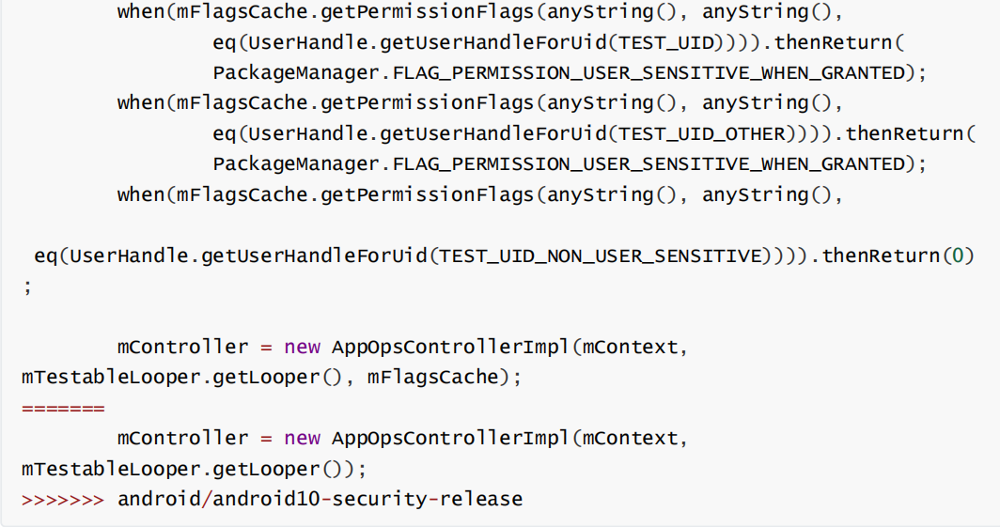 when(mFlagsCache.getPermissionFlags(anyString(), anyString(),
eq(UserHandle.getUserHandleForUid(TEST_UID)))).thenReturn(
PackageManager.FLAG_PERMISSION_USER_SENSITIVE_WHEN_GRANTED);
when(mFlagsCache.getPermissionFlags(anyString(), anyString(),
eq(UserHandle.getUserHandleForUid(TEST_UID_OTHER)))).thenReturn(
PackageManager.FLAG_PERMISSION_USER_SENSITIVE_WHEN_GRANTED);
when(mFlagsCache.getPermissionFlags(anyString(), anyString(),
eq(UserHandle.getUserHandleForUid(TEST_UID_NON_USER_SENSITIVE)))).thenReturn(0)
;
mController = new AppOpsControllerImpl(mContext,
mTestableLooper.getLooper(), mFlagsCache);
=======
mController = new AppOpsControllerImpl(mContext,
mTestableLooper.getLooper());
>>>>>>> android/android10-security-release